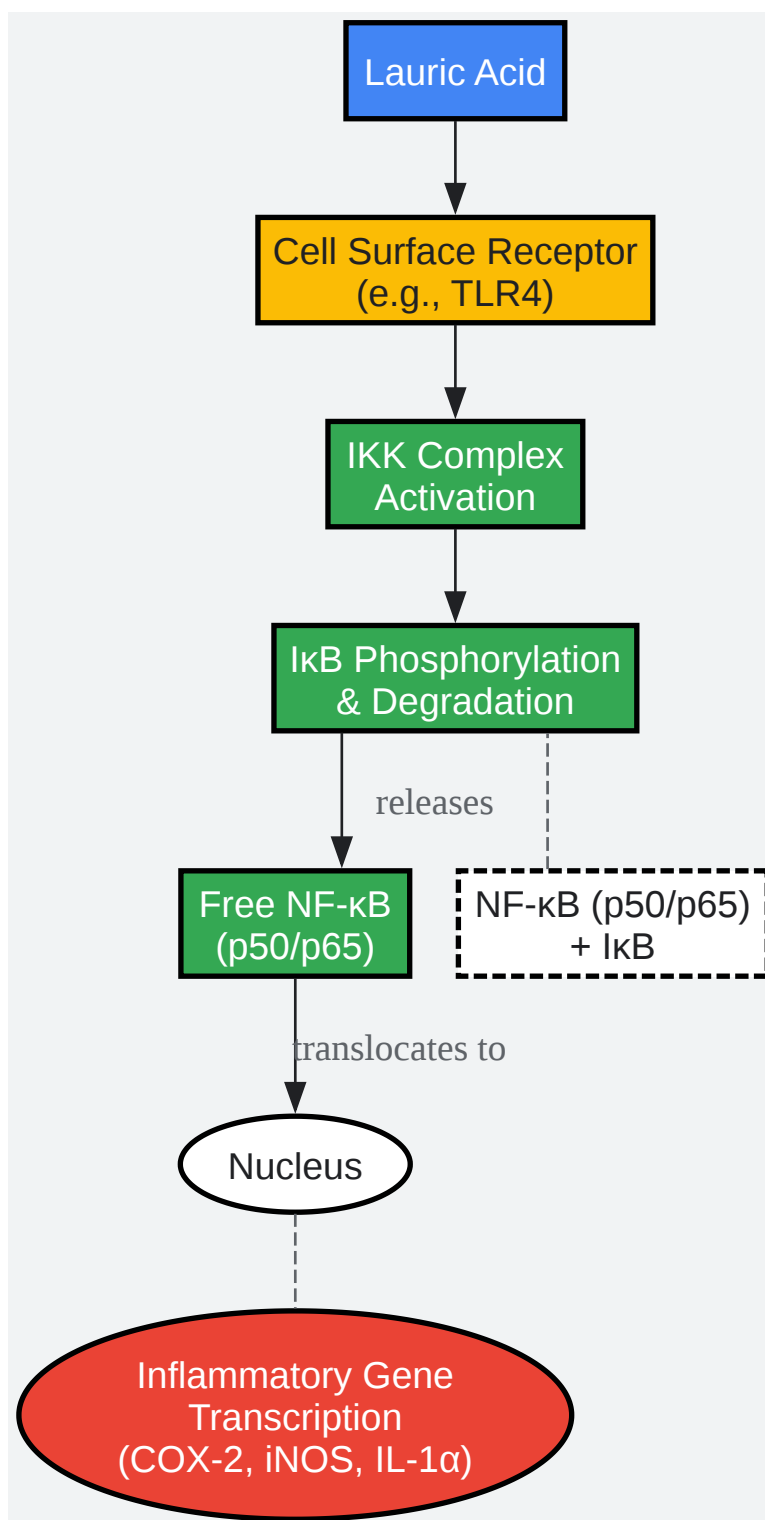 Lauric Acid
Cell Surface Receptor
(e.g., TLR4)
IKK Complex
Activation
IκB Phosphorylation
& Degradation
releases
Free NF-κB
(p50/p65)
NF-κB (p50/p65)
+ IκB
translocates to
Nucleus
Inflammatory Gene
Transcription
(COX-2, iNOS, IL-1α)